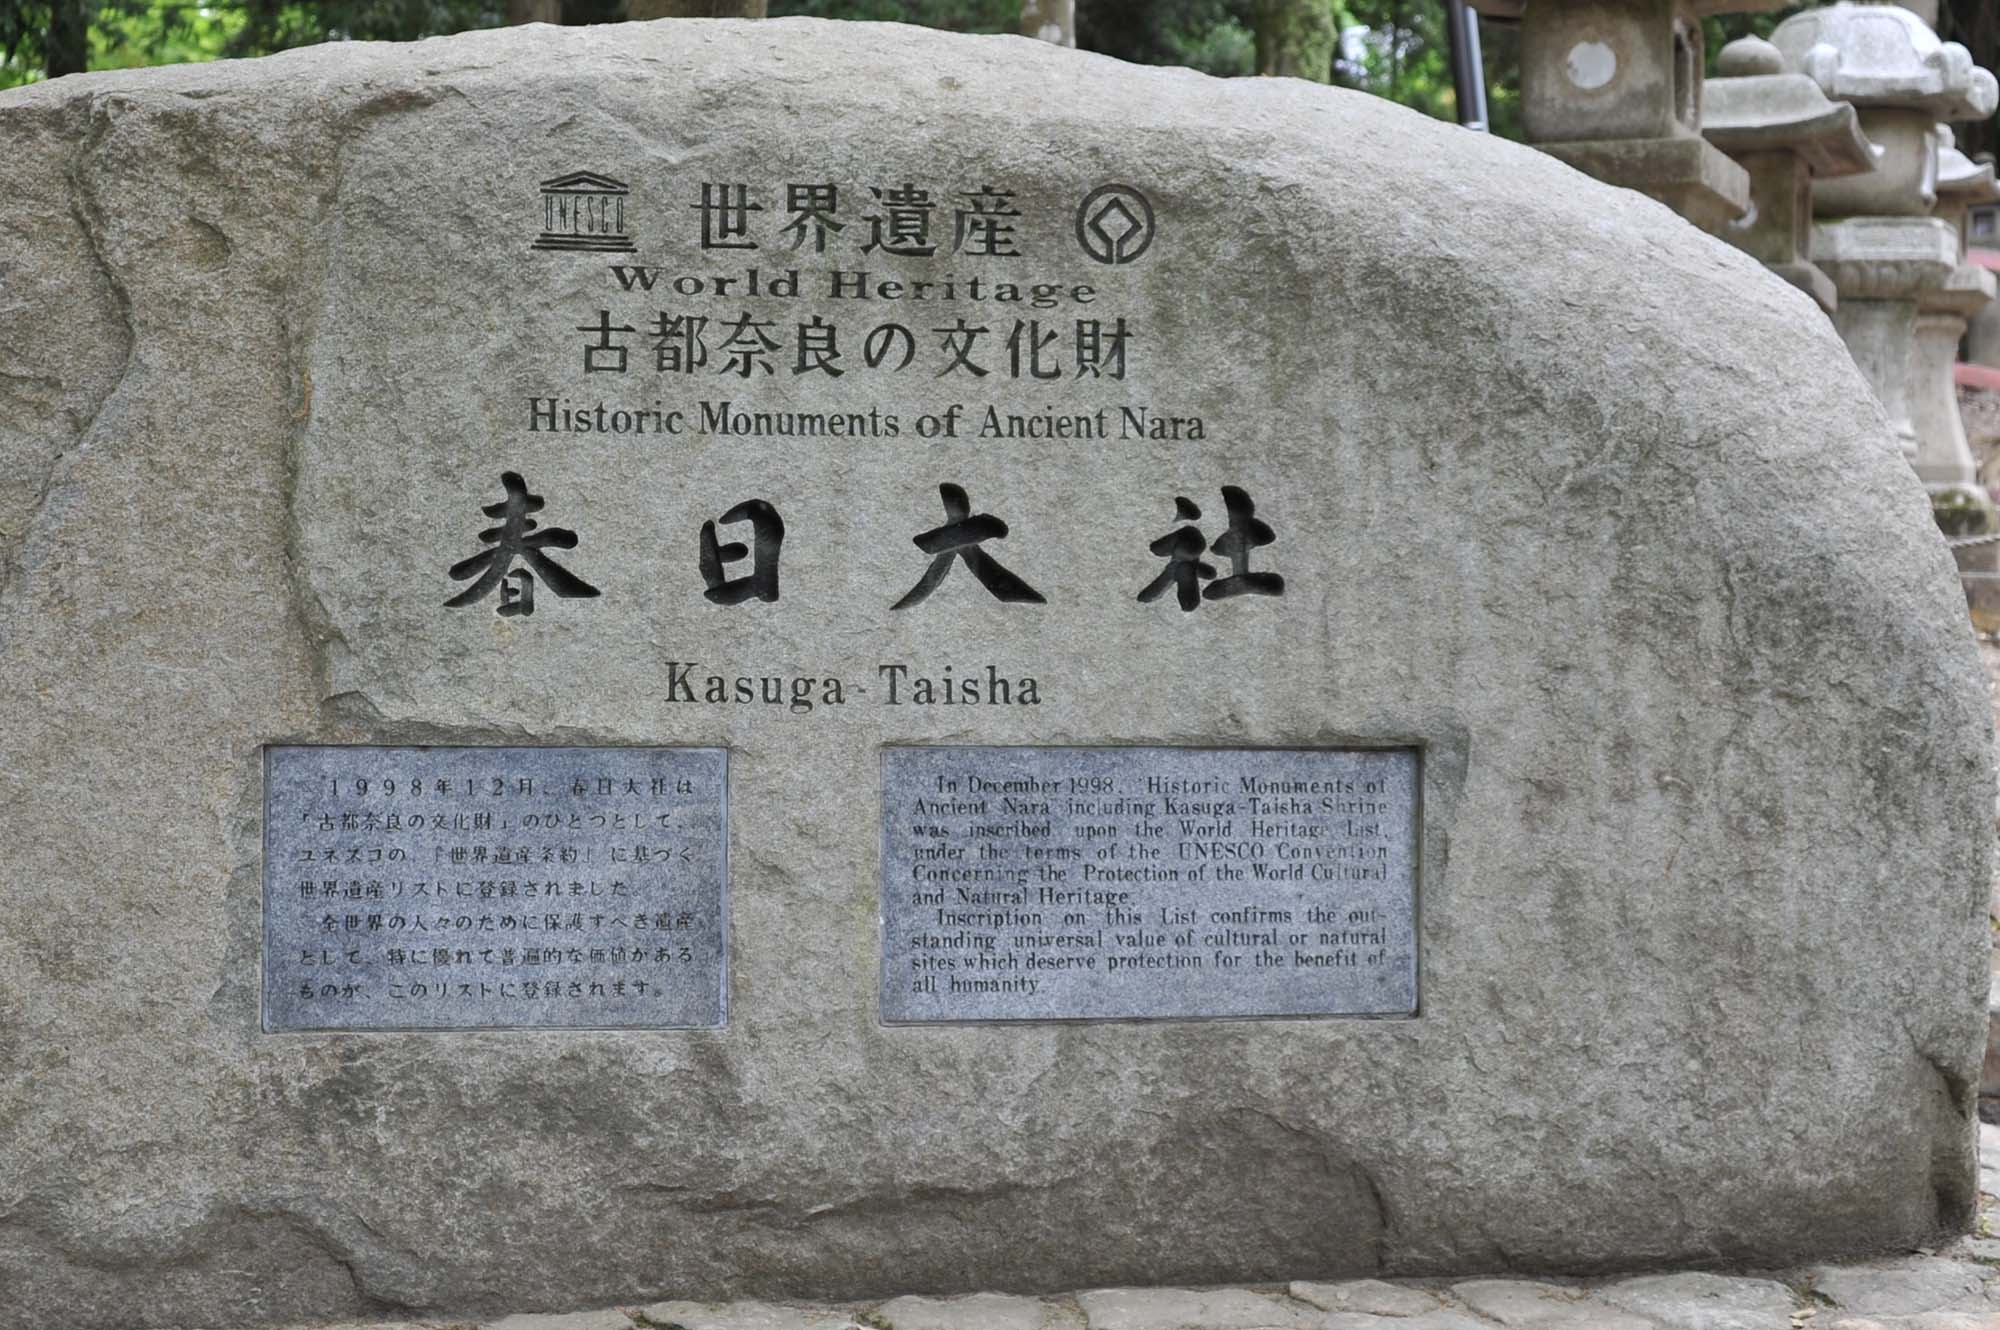 UNESCO 世界遺産
World Heritage
古都奈良の文化財
Historic Monuments of Ancient Nara
春日大社
Kasuga-Taisha
1998年12月、春日大社は
「古都奈良の文化財」のひとつとして、
ユネスコの、『世界遺産条約』に基づく
世界遺産リストに登録されました。
全世界の人々のために保護すべき遺産
として、特に優れて普遍的な価値がある
ものが、このリストに登録されます。
In December 1998, "Historic Monuments of
Ancient Nara" including Kasuga-Taisha Shrine
was inscribed upon the World Heritage List,
under the terms of the UNESCO Convention
Concerning the Protection of the World Cultural
and Natural Heritage.
Inscription on this List confirms the out-
standing universal value of cultural or natural
sites which deserve protection for the benefit of
all humanity.